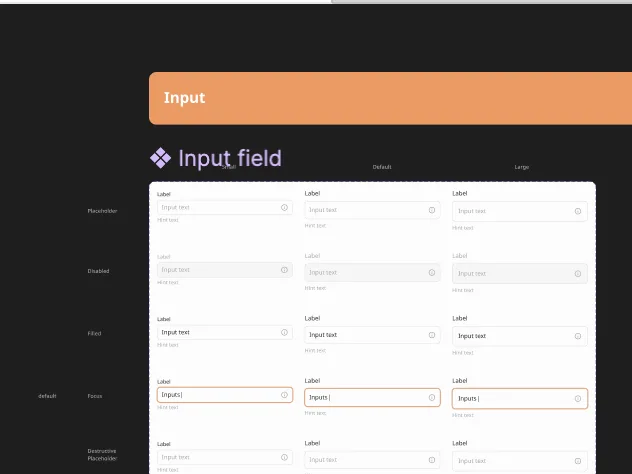 Input
Input field
Small Default Large
Label Label Label
Placeholder Input text Input text Input text
Hint text Hint text Hint text
Label Label Label
Disabled Input text Input text Input text
Hint text Hint text Hint text
Label Label Label
Filled Input text Input text Input text
Hint text Hint text Hint text
Label Label Label
default Focus Inputs| Inputs| Inputs|
Hint text Hint text Hint text
Label Label Label
Destructive
Placeholder Input text Input text Input text
Hint text